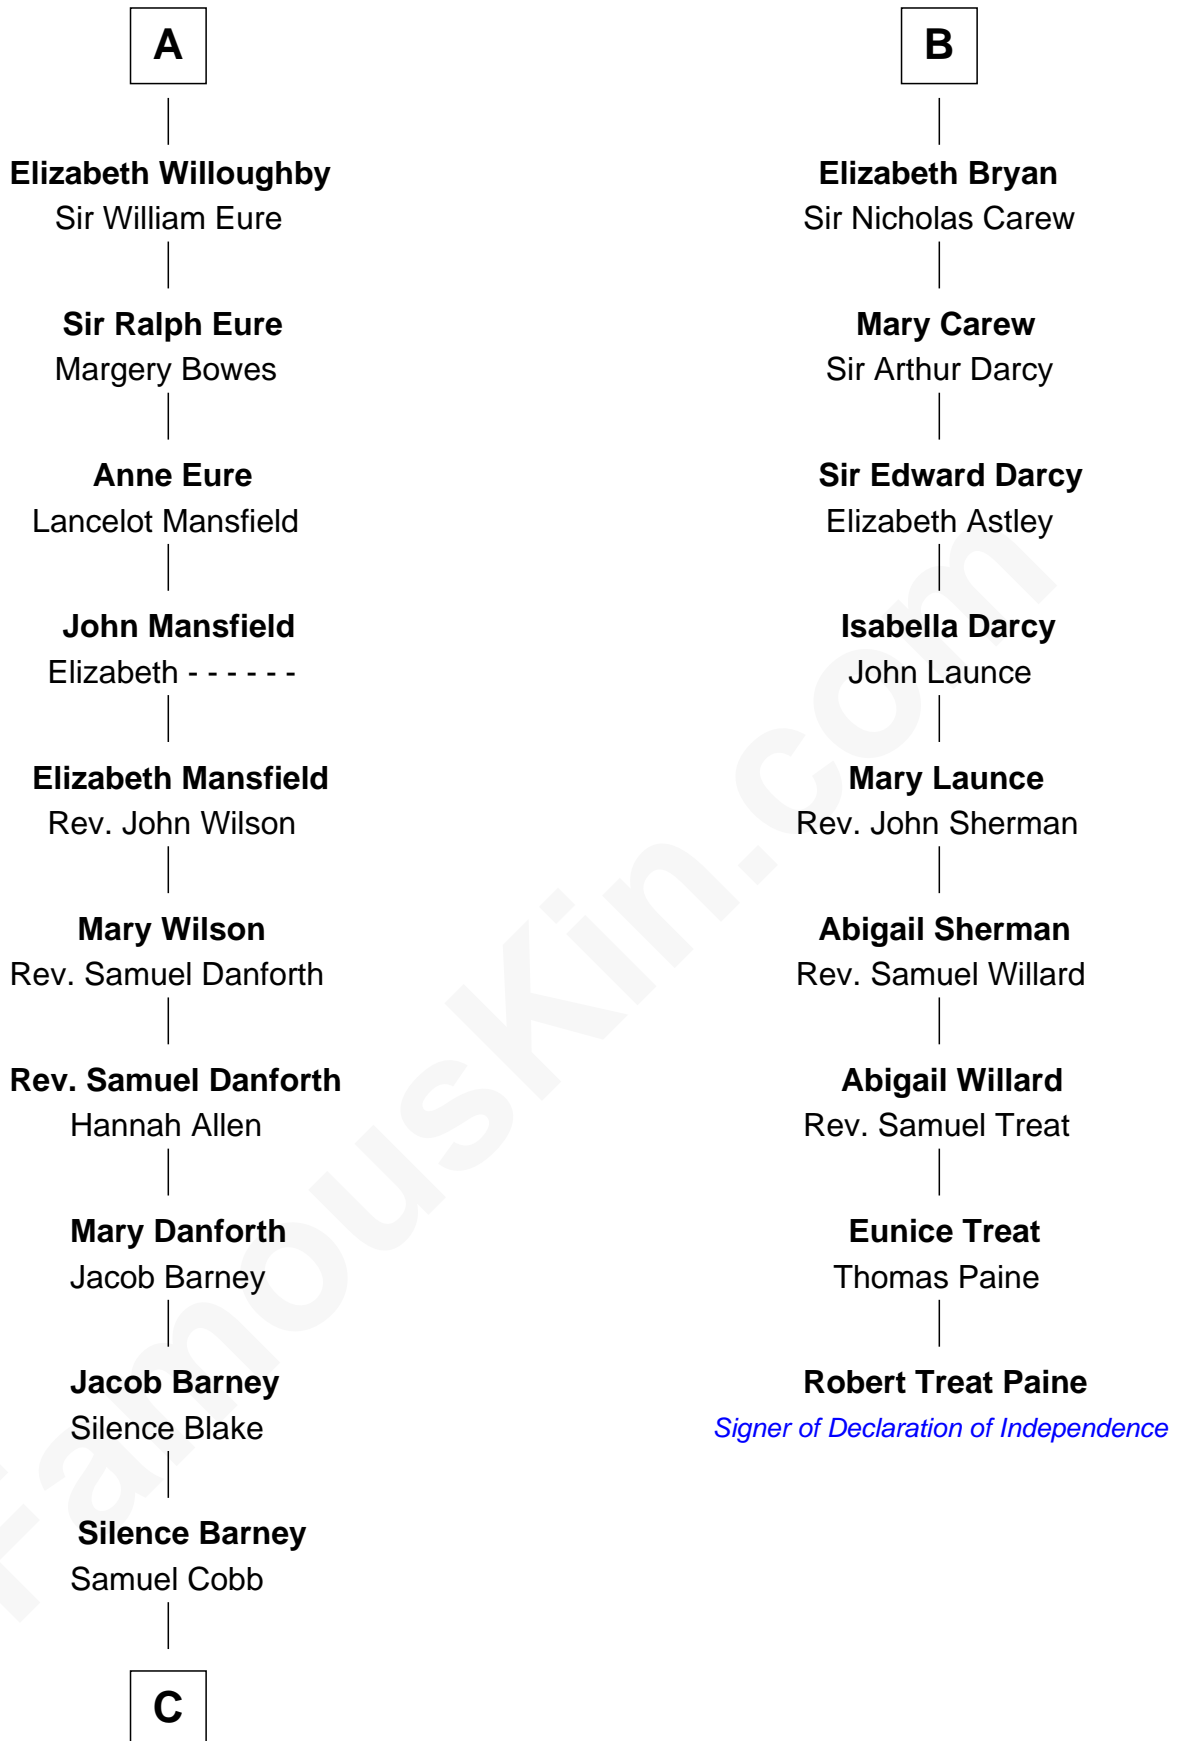 A
Elizabeth Willoughby
Sir William Eure
Sir Ralph Eure
Margery Bowes
Anne Eure
Lancelot Mansfield
John Mansfield
Elizabeth - - - - - -
Elizabeth Mansfield
Rev. John Wilson
Mary Wilson
Rev. Samuel Danforth
Rev. Samuel Danforth
Hannah Allen
Mary Danforth
Jacob Barney
Jacob Barney
Silence Blake
Silence Barney
Samuel Cobb
C
B
Elizabeth Bryan
Sir Nicholas Carew
Mary Carew
Sir Arthur Darcy
Sir Edward Darcy
Elizabeth Astley
Isabella Darcy
John Launce
Mary Launce
Rev. John Sherman
Abigail Sherman
Rev. Samuel Willard
Abigail Willard
Rev. Samuel Treat
Eunice Treat
Thomas Paine
Robert Treat Paine
Signer of Declaration of Independence
FamousKin.com